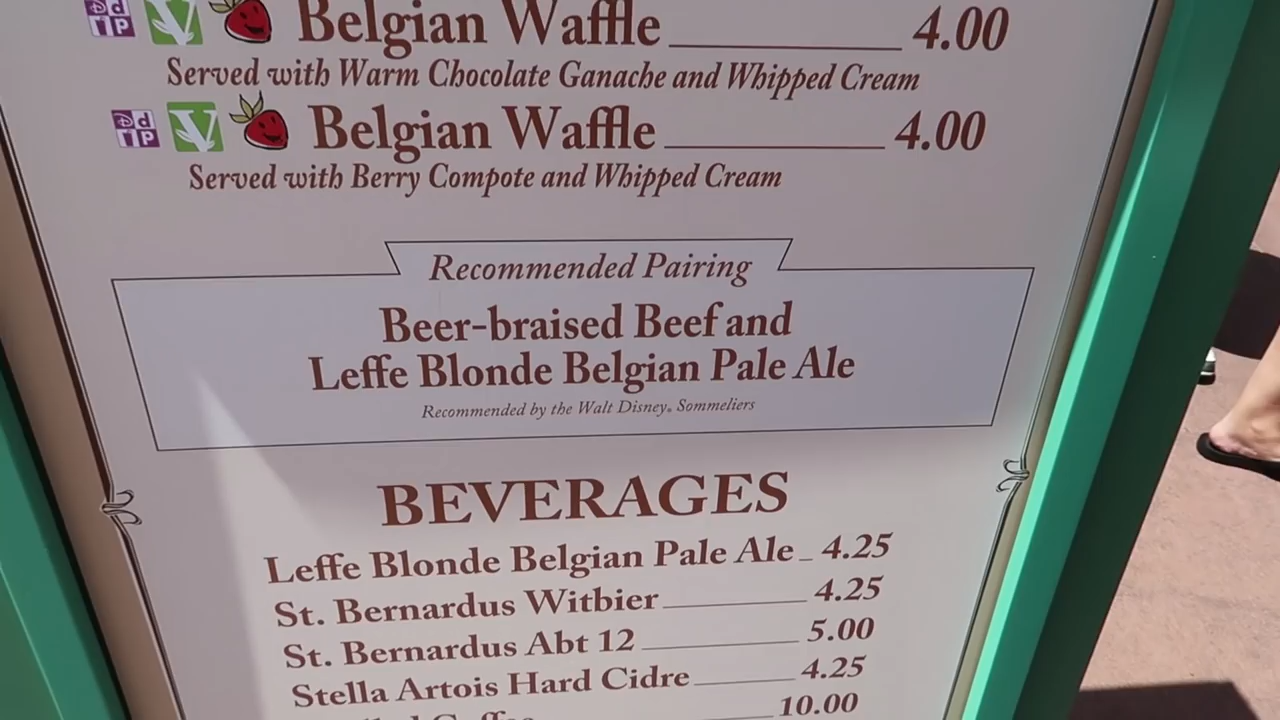 Belgian Waffle 4.00
Served with Warm Chocolate Ganache and Whipped Cream
Belgian Waffle 4.00
Served with Berry Compote and Whipped Cream
Recommended Pairing
Beer-braised Beef and
Leffe Blonde Belgian Pale Ale
Recommended by the Walt Disney® Sommeliers
BEVERAGES
Leffe Blonde Belgian Pale Ale 4.25
St. Bernardus Witbier 4.25
St. Bernardus Abt 12 5.00
Stella Artois Hard Cidre 4.25
10.00